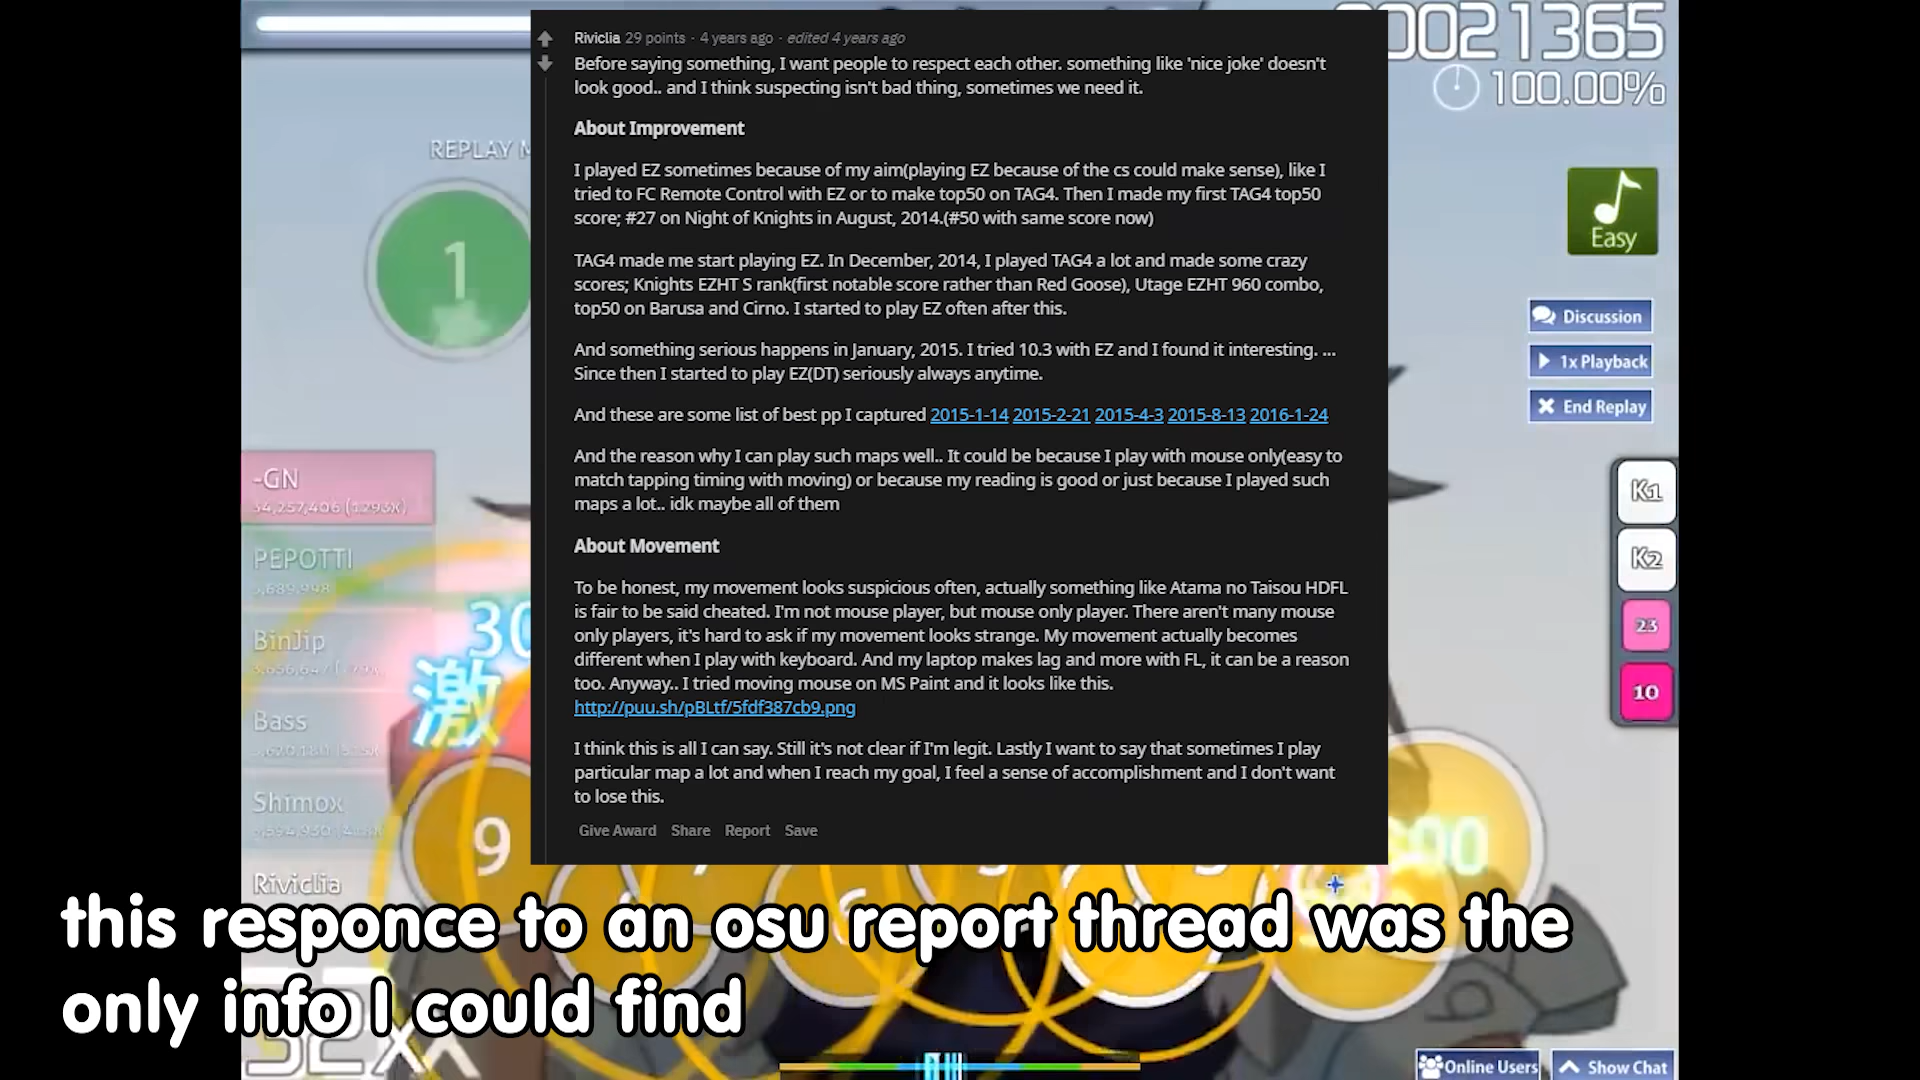 0021365
100.00%
REPLAY M
1
Riviclia 29 points · 4 years ago · edited 4 years ago
Before saying something, I want people to respect each other. something like 'nice joke' doesn't
look good.. and I think suspecting isn't bad thing, sometimes we need it.
About Improvement
I played EZ sometimes because of my aim(playing EZ because of the cs could make sense), like I
tried to FC Remote Control with EZ or to make top50 on TAG4. Then I made my first TAG4 top50
score; #27 on Night of Knights in August, 2014.(#50 with same score now)
TAG4 made me start playing EZ. In December, 2014, I played TAG4 a lot and made some crazy
scores; Knights EZHT S rank(first notable score rather than Red Goose), Utage EZHT 960 combo,
top50 on Barusa and Cirno. I started to play EZ often after this.
And something serious happens in January, 2015. I tried 10.3 with EZ and I found it interesting. ...
Since then I started to play EZ(DT) seriously always anytime.
And these are some list of best pp I captured 2015-1-14 2015-2-21 2015-4-3 2015-8-13 2016-1-24
And the reason why I can play such maps well.. It could be because I play with mouse only(easy to
match tapping timing with moving) or because my reading is good or just because I played such
maps a lot.. idk maybe all of them
About Movement
To be honest, my movement looks suspicious often, actually something like Atama no Taisou HDFL
is fair to be said cheated. I'm not mouse player, but mouse only player. There aren't many mouse
only players, it's hard to ask if my movement looks strange. My movement actually becomes
different when I play with keyboard. And my laptop makes lag and more with FL, it can be a reason
too. Anyway.. I tried moving mouse on MS Paint and it looks like this.
http://puu.sh/pBLtf/5fdf387cb9.png
I think this is all I can say. Still it's not clear if I'm legit. Lastly I want to say that sometimes I play
particular map a lot and when I reach my goal, I feel a sense of accomplishment and I don't want
to lose this.
Give Award Share Report Save
Easy
Discussion
1x Playback
End Replay
K1
K2
23
10
-GN
34,257,406 (1293x)
PEPOTTI
BinJip
Bass
Shimox
Riviclia
30
激
9
this responce to an osu report thread was the
only info I could find
Online Users
Show Chat